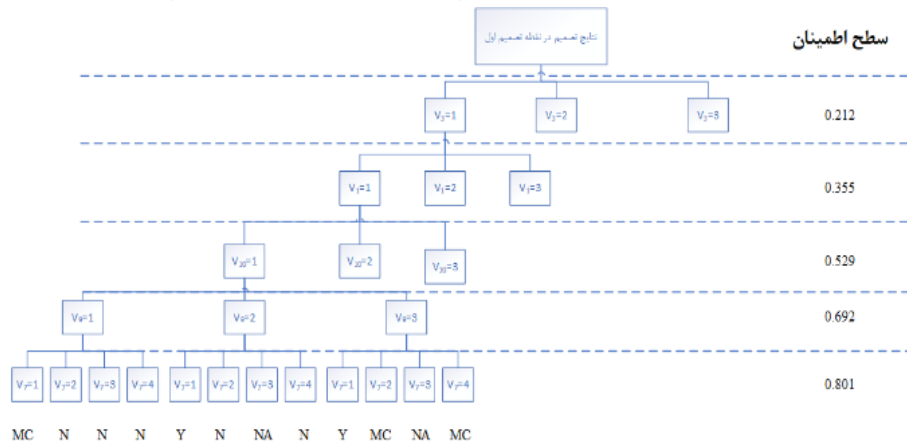 سطح اطمینان
نتایج تصمیم در نقطه تصمیم اول
V₃=1 V₃=2 V₃=3 0.212
V₁=1 V₁=2 V₁=3 0.355
V₁₀=1 V₁₀=2 V₁₀=3 0.529
V₉=1 V₉=2 V₉=3 0.692
V₇=1 V₇=2 V₇=3 V₇=4 V₇=1 V₇=2 V₇=3 V₇=4 V₇=1 V₇=2 V₇=3 V₇=4 0.801
MC N N N Y N NA N Y MC NA MC